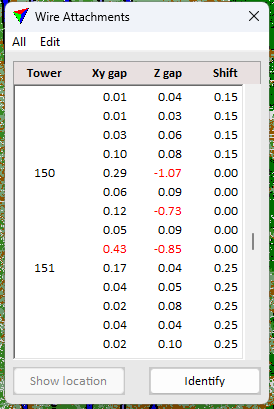 Wire Attachments
All Edit
Tower Xy gap Z gap Shift
0.01 0.04 0.15
0.01 0.03 0.15
0.03 0.06 0.15
0.10 0.08 0.15
150 0.29 -1.07 0.00
0.06 0.09 0.00
0.12 -0.73 0.00
0.05 0.09 0.00
0.43 -0.85 0.00
151 0.17 0.04 0.25
0.04 0.05 0.25
0.02 0.08 0.25
0.04 0.04 0.25
0.02 0.10 0.25
Show location Identify